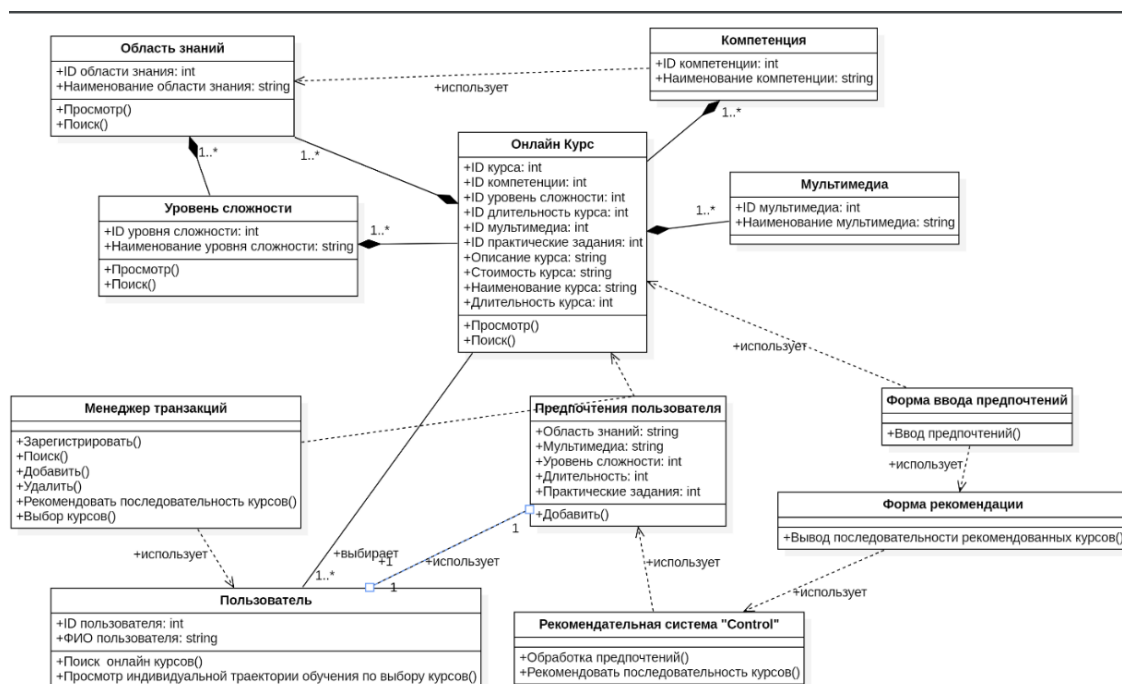 Область знаний
+ID области знания: int
+Наименование области знания: string
+Просмотр()
+Поиск()
Компетенция
+ID компетенции: int
+Наименование компетенции: string
+использует
1..*
1..*
1..*
Онлайн Курс
+ID курса: int
+ID компетенции: int
+ID уровень сложности: int
+ID длительность курса: int
+ID мультимедиа: int
+ID практические задания: int
+Описание курса: string
+Стоимость курса: string
+Наименование курса: string
+Длительность курса: int
+Просмотр()
+Поиск()
Уровень сложности
+ID уровня сложности: int
+Наименование уровня сложности: string
+Просмотр()
+Поиск()
1..*
Мультимедиа
+ID мультимедиа: int
+Наименование мультимедиа: string
1..*
+использует
Менеджер транзакций
+Зарегистрировать()
+Поиск()
+Добавить()
+Удалить()
+Рекомендовать последовательность курсов()
+Выбор курсов()
Предпочтения пользователя
+Область знаний: string
+Мультимедиа: string
+Уровень сложности: int
+Длительность: int
+Практические задания: int
+Добавить()
Форма ввода предпочтений
+Ввод предпочтений()
+использует
Форма рекомендации
+Вывод последовательности рекомендованных курсов()
+использует
+выбирает
+1
+использует
1
1..*
1
+использует
Пользователь
+ID пользователя: int
+ФИО пользователя: string
+Поиск онлайн курсов()
+Просмотр индивидуальной траектории обучения по выбору курсов()
Рекомендательная система "Control"
+Обработка предпочтений()
+Рекомендовать последовательность курсов()